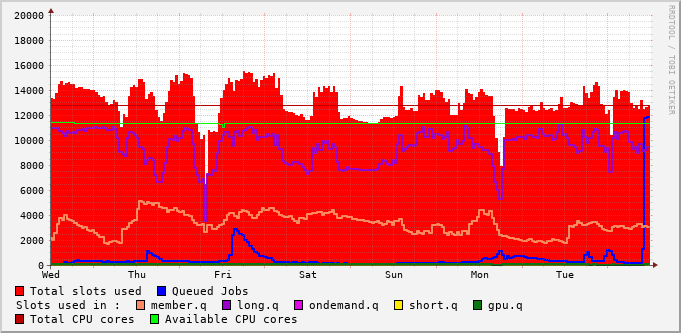 20000
18000
16000
14000
12000
10000
8000
6000
4000
2000
0
Wed Thu Fri Sat Sun Mon Tue
Total slots used Queued Jobs
Slots used in : member.q long.q ondemand.q short.q gpu.q
Total CPU cores Available CPU cores
RRDTOOL / TOBI OETIKER